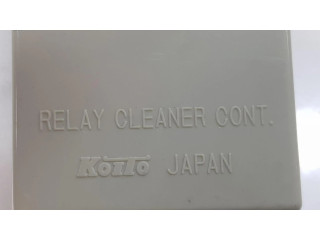 RELAY CLEANER CONT.
KOITO JAPAN